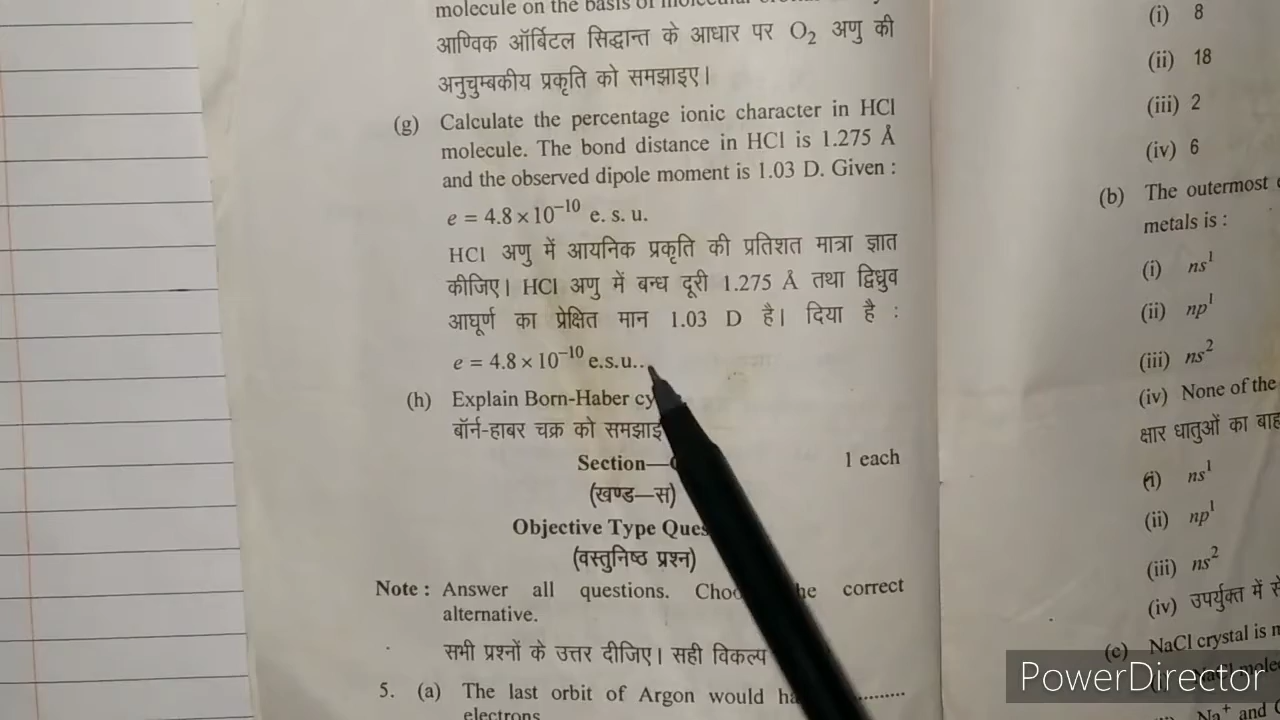 molecule on the basis of molecular
आण्विक ऑर्बिटल सिद्धान्त के आधार पर O₂ अणु की
अनुचुम्बकीय प्रकृति को समझाइए।
(g) Calculate the percentage ionic character in HCl
molecule. The bond distance in HCl is 1.275 Å
and the observed dipole moment is 1.03 D. Given :
e = 4.8 × 10⁻¹⁰ e. s. u.
HCl अणु में आयनिक प्रकृति की प्रतिशत मात्रा ज्ञात
कीजिए। HCl अणु में बन्ध दूरी 1.275 Å तथा द्विध्रुव
आघूर्ण का प्रेक्षित मान 1.03 D है। दिया है :
e = 4.8 × 10⁻¹⁰ e.s.u..
(h) Explain Born-Haber
बॉर्न-हाबर चक्र को
Section—
(खण्ड—स)
1 each
Objective Type
(वस्तुनिष्ठ प्रश्न)
Note : Answer all questions. the correct
alternative.
सभी प्रश्नों के उत्तर दीजिए। सही विकल्प
5. (a) The last orbit of Argon would ..........
electrons
(i) 8
(ii) 18
(iii) 2
(iv) 6
(b) The outermost
metals is :
(i) ns¹
(ii) np¹
(iii) ns²
(iv) None of the
क्षार धातुओं का
(i) ns¹
(ii) np¹
(iii) ns²
(iv) उपर्युक्त में से
(c) NaCl crystal is
Na⁺ and
PowerDirector